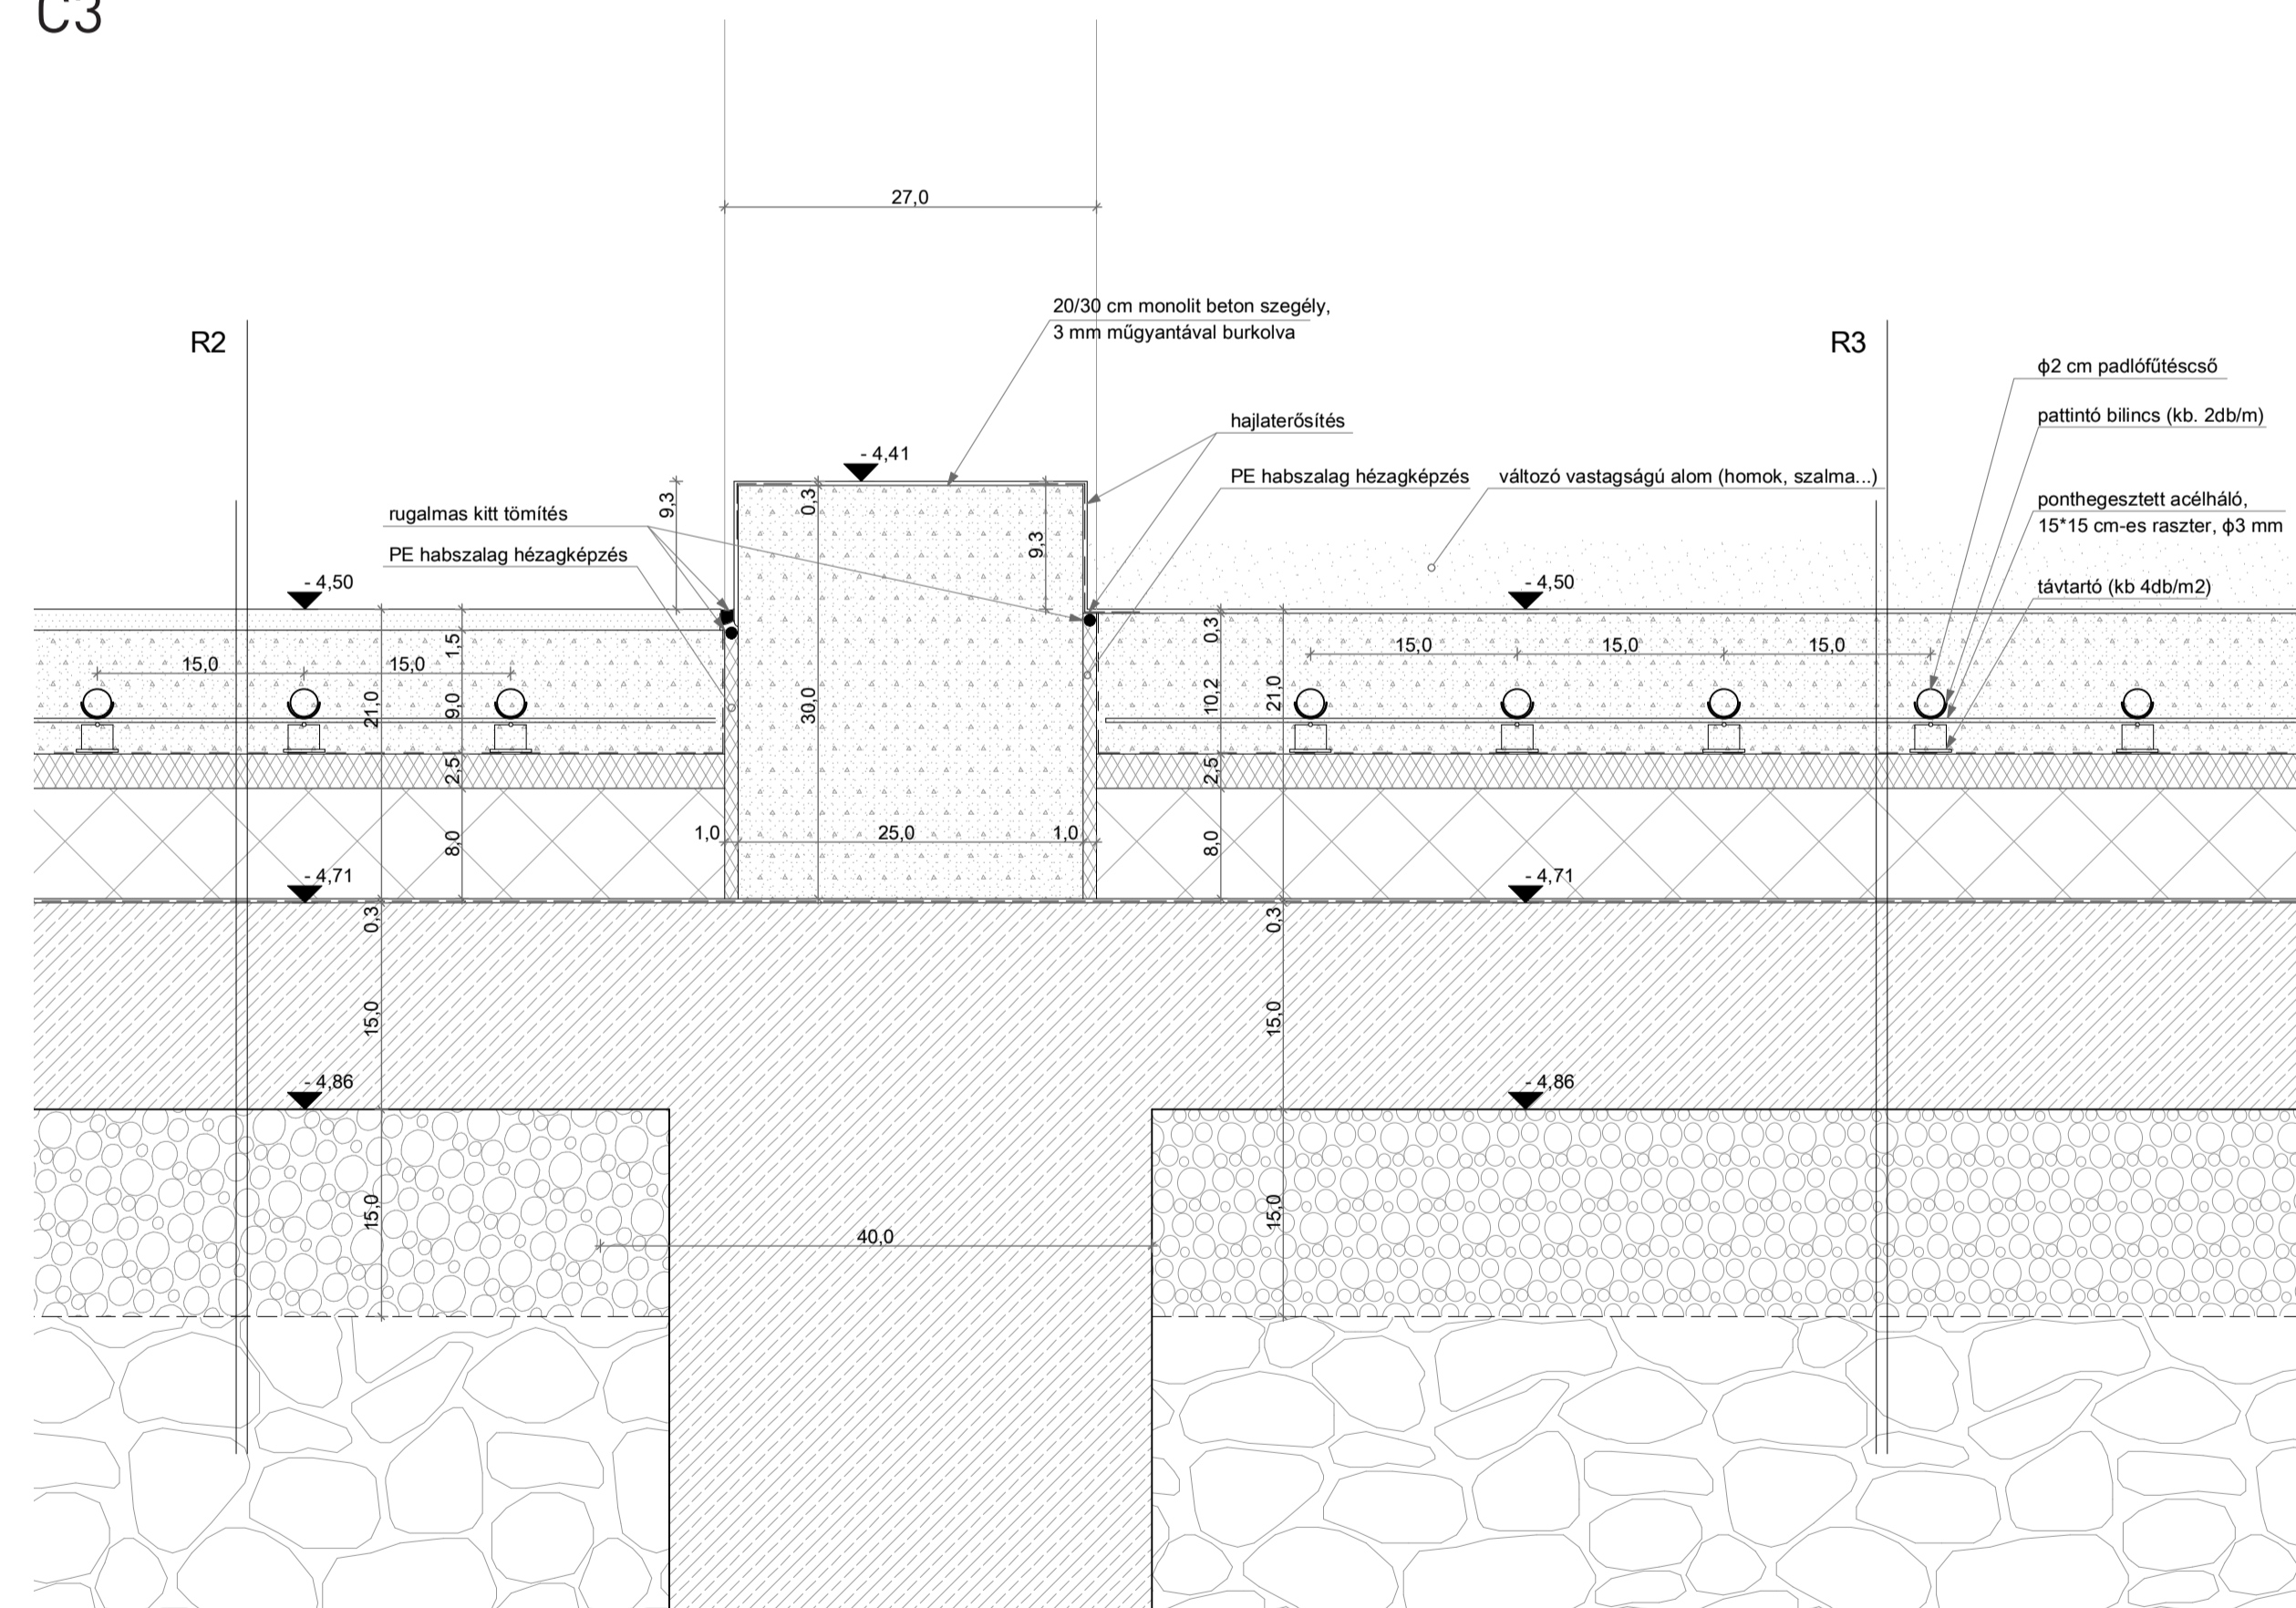 C3
27,0
20/30 cm monolit beton szegély,
3 mm műgyantával burkolva
R2
R3
ϕ2 cm padlófűtéscső
pattintó bilincs (kb. 2db/m)
hajlaterősítés
- 4,41
PE habszalag hézagképzés
változó vastagságú alom (homok, szalma...)
ponthegesztett acélháló,
15*15 cm-es raszter, ϕ3 mm
9,3
0,3
rugalmas kitt tömítés
9,3
PE habszalag hézagképzés
- 4,50
- 4,50
távtartó (kb 4db/m2)
1,5
0,3
15,0
15,0
15,0
15,0
15,0
21,0
9,0
30,0
10,2
21,0
2,5
2,5
8,0
1,0
25,0
1,0
8,0
- 4,71
- 4,71
0,3
0,3
15,0
15,0
- 4,86
- 4,86
15,0
15,0
40,0